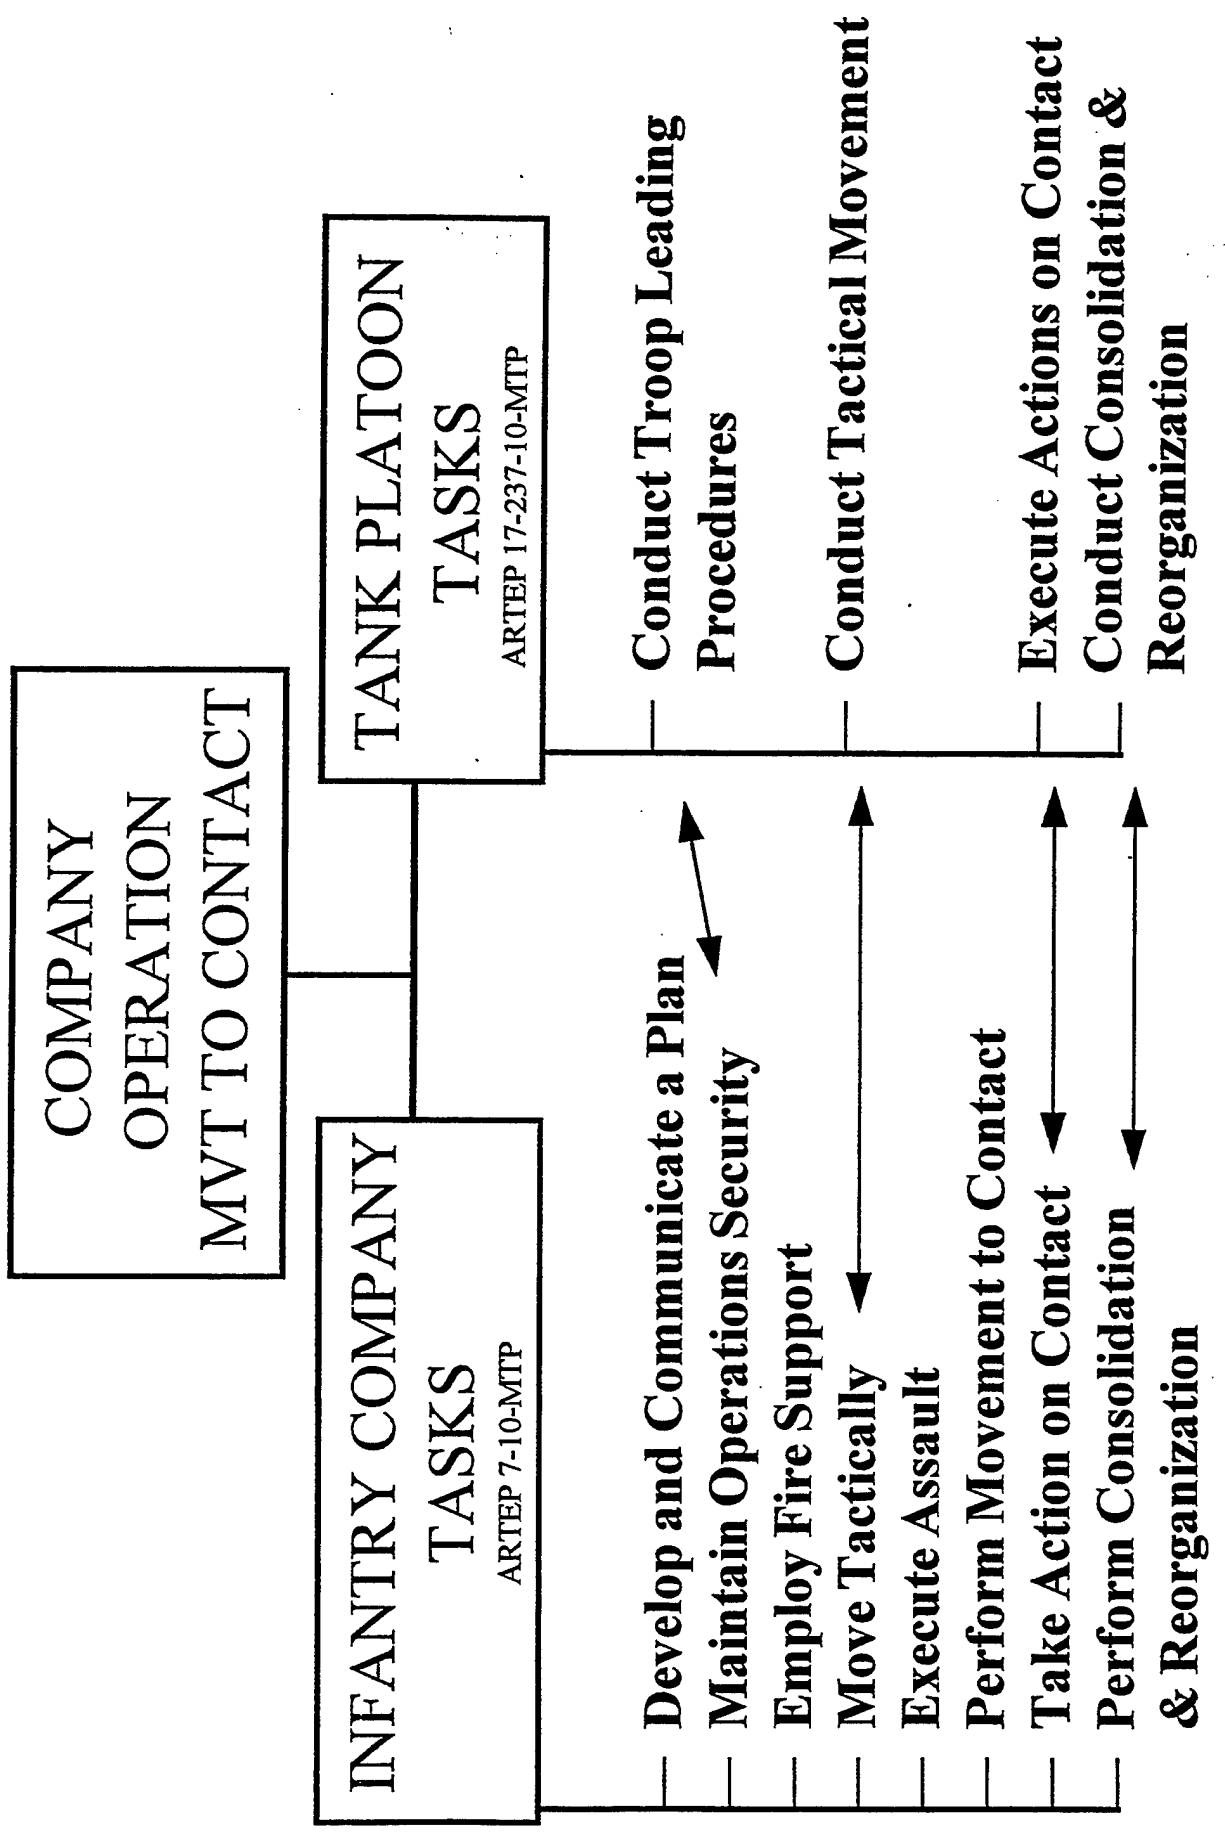 COMPANY
OPERATION
MVT TO CONTACT
INFANTRY COMPANY
TASKS
ARTEP 7-10-MTP
Develop and Communicate a Plan
Maintain Operations Security
Employ Fire Support
Move Tactically
Execute Assault
Perform Movement to Contact
Take Action on Contact
Perform Consolidation
& Reorganization
TANK PLATOON
TASKS
ARTEP 17-237-10-MTP
Conduct Troop Leading
Procedures
Conduct Tactical Movement
Execute Actions on Contact
Conduct Consolidation &
Reorganization